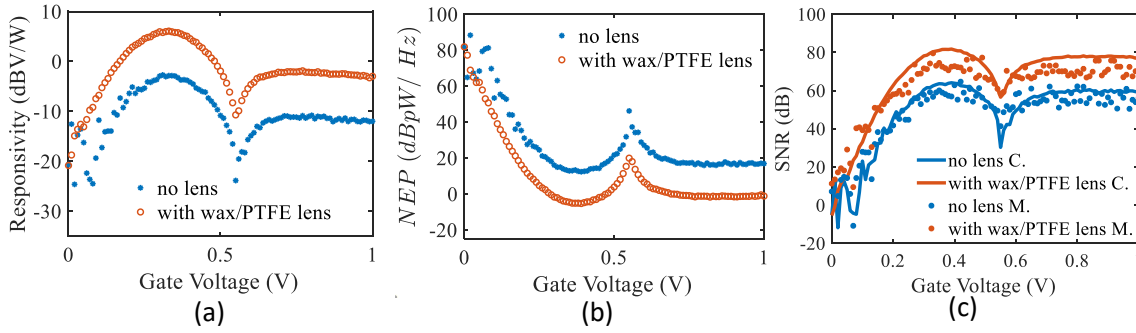 Responsivity (dBV/W)
10
0
-10
-20
-30
no lens
with wax/PTFE lens
0
0.5
1
Gate Voltage (V)
(a)
NEP (dBpW/ Hz)
100
80
60
40
20
0
-20
no lens
with wax/PTFE lens
0
0.5
1
Gate Voltage (V)
(b)
SNR (dB)
100
80
60
40
20
0
-20
no lens C.
with wax/PTFE lens C.
no lens M.
with wax/PTFE lens M.
0
0.2
0.4
0.6
0.8
Gate Voltage (V)
(c)